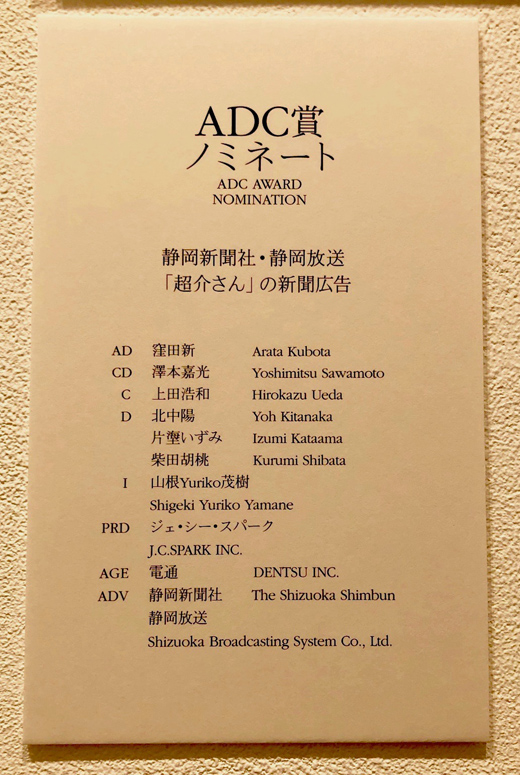 ADC賞
ノミネート
ADC AWARD
NOMINATION
静岡新聞社・静岡放送
「超介さん」の新聞広告
AD 窪田新 Arata Kubota
CD 澤本嘉光 Yoshimitsu Sawamoto
C 上田浩和 Hirokazu Ueda
D 北中陽 Yoh Kitanaka
片壐いずみ Izumi Kataama
柴田胡桃 Kurumi Shibata
I 山根Yuriko茂樹
Shigeki Yuriko Yamane
PRD ジェ・シー・スパーク
J.C.SPARK INC.
AGE 電通 DENTSU INC.
ADV 静岡新聞社 The Shizuoka Shimbun
静岡放送
Shizuoka Broadcasting System Co., Ltd.